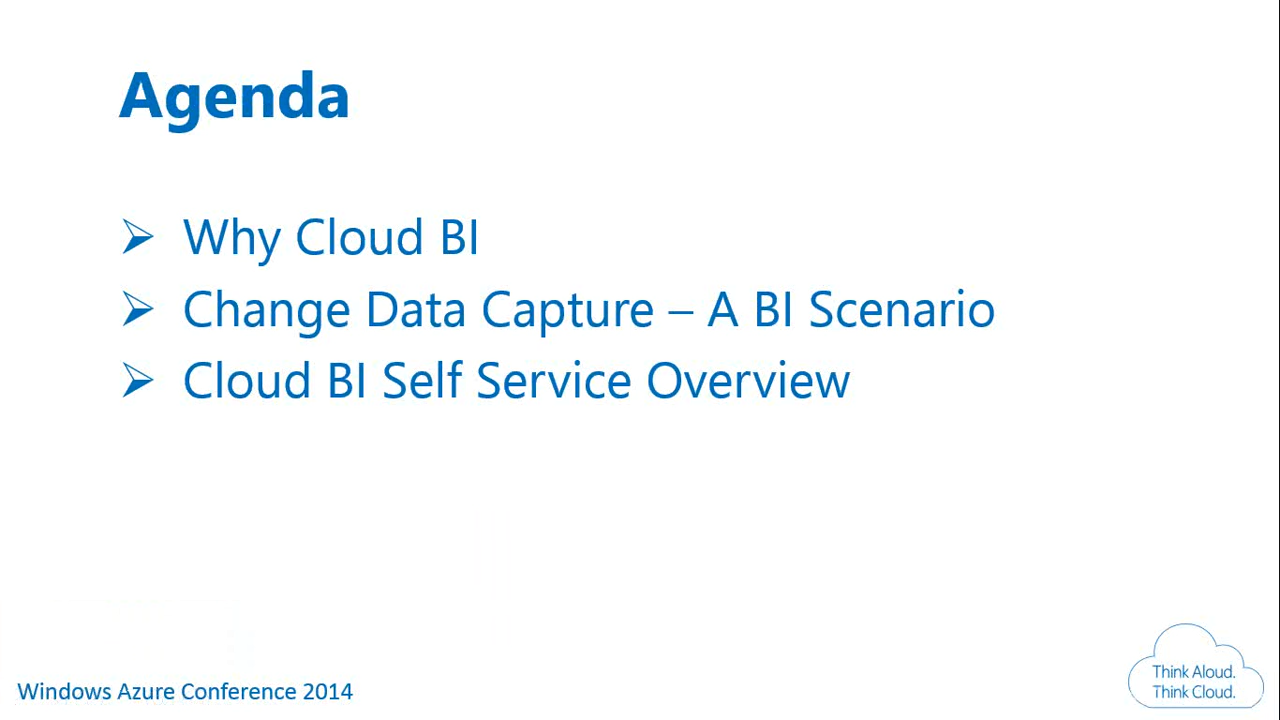 Agenda
Why Cloud BI
Change Data Capture – A BI Scenario
Cloud BI Self Service Overview
Windows Azure Conference 2014
Think Aloud.
Think Cloud.